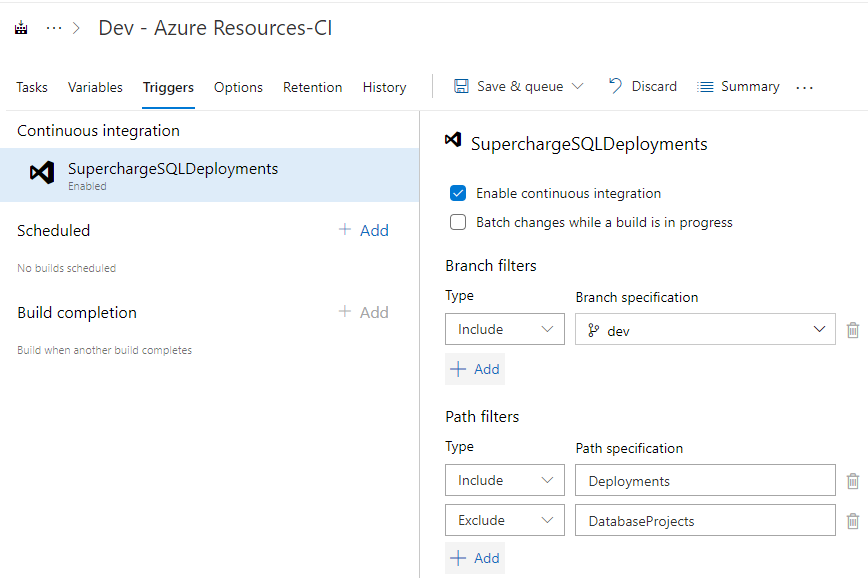 ... > Dev - Azure Resources-CI
Tasks Variables Triggers Options Retention History Save & queue Discard Summary ...
Continuous integration
SuperchargeSQLDeployments
Enabled
Scheduled + Add
No builds scheduled
Build completion + Add
Build when another build completes
SuperchargeSQLDeployments
Enable continuous integration
Batch changes while a build is in progress
Branch filters
Type Branch specification
Include dev
+ Add
Path filters
Type Path specification
Include Deployments
Exclude DatabaseProjects
+ Add